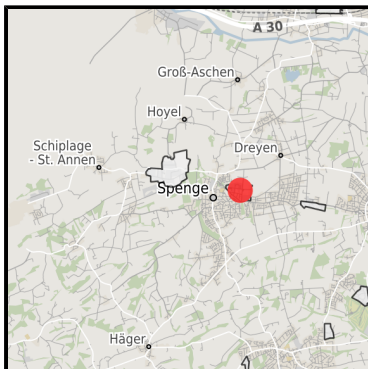 A 30
Groß-Aschen
Hoyel
Dreyen
Schiplage
- St. Annen
Spenge
Häger